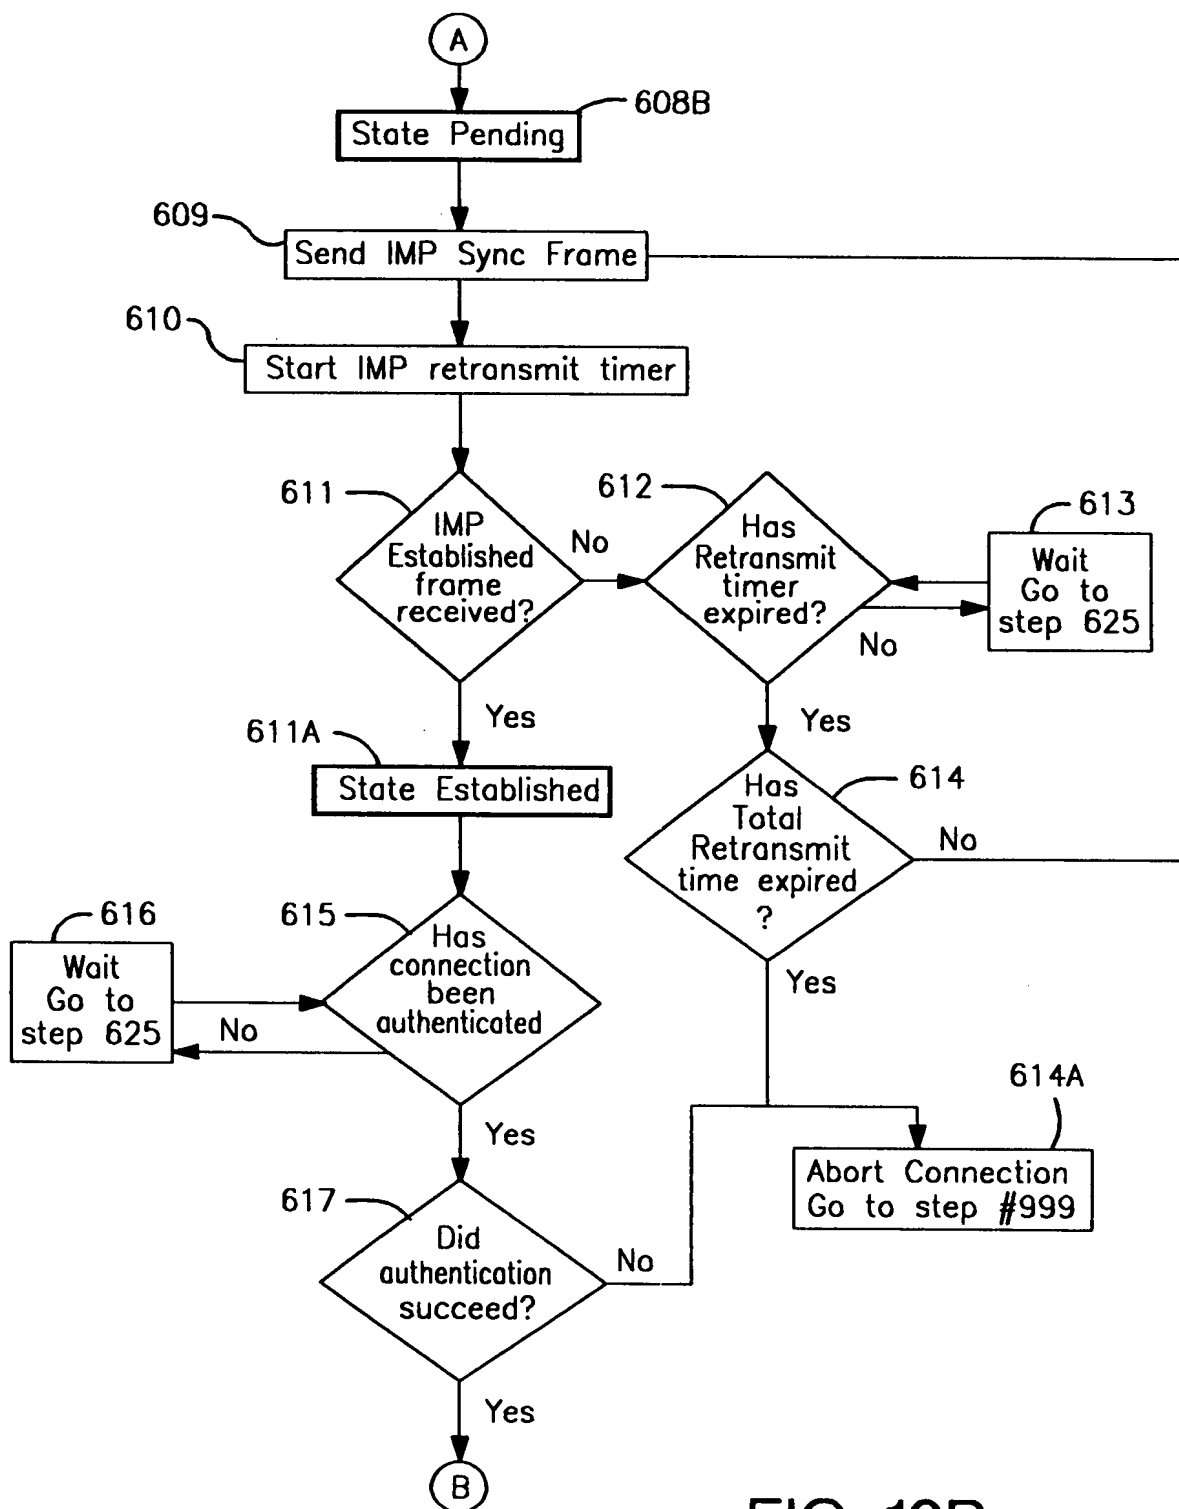 A
608B
State Pending
609
Send IMP Sync Frame
610
Start IMP retransmit timer
611
IMP
Established
frame
received?
No
612
Has
Retransmit
timer
expired?
No
613
Wait
Go to
step 625
Yes
611A
State Established
Yes
614
Has
Total
Retransmit
time expired
?
No
616
Wait
Go to
step 625
615
Has
connection
been
authenticated
No
Yes
614A
Abort Connection
Go to step #999
Yes
617
Did
authentication
succeed?
No
Yes
B